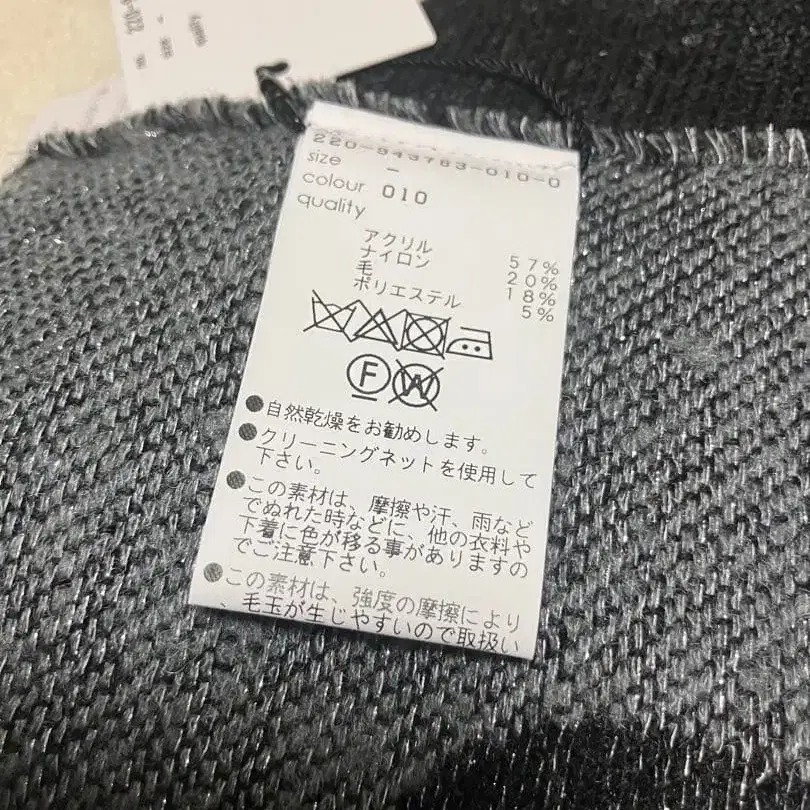 220-943783-010-0
size –
colour 010
quality
アクリル 57%
ナイロン 20%
毛 18%
ポリエステル 5%
F W
●自然乾燥をお勧めします。
●クリーニングネットを使用して
下さい。
●この素材は、摩擦や汗、雨など
でぬれた時などに、他の衣料や
下着に色が移る事がありますの
でご注意下さい。
●この素材は、強度の摩擦により
、毛玉が生じやすいので取扱い